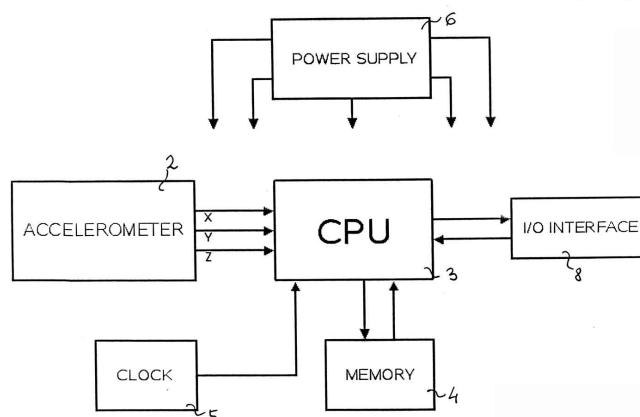 6
POWER SUPPLY
2
ACCELEROMETER
X
Y
Z
CPU
3
I/O INTERFACE
8
CLOCK
5
MEMORY
4